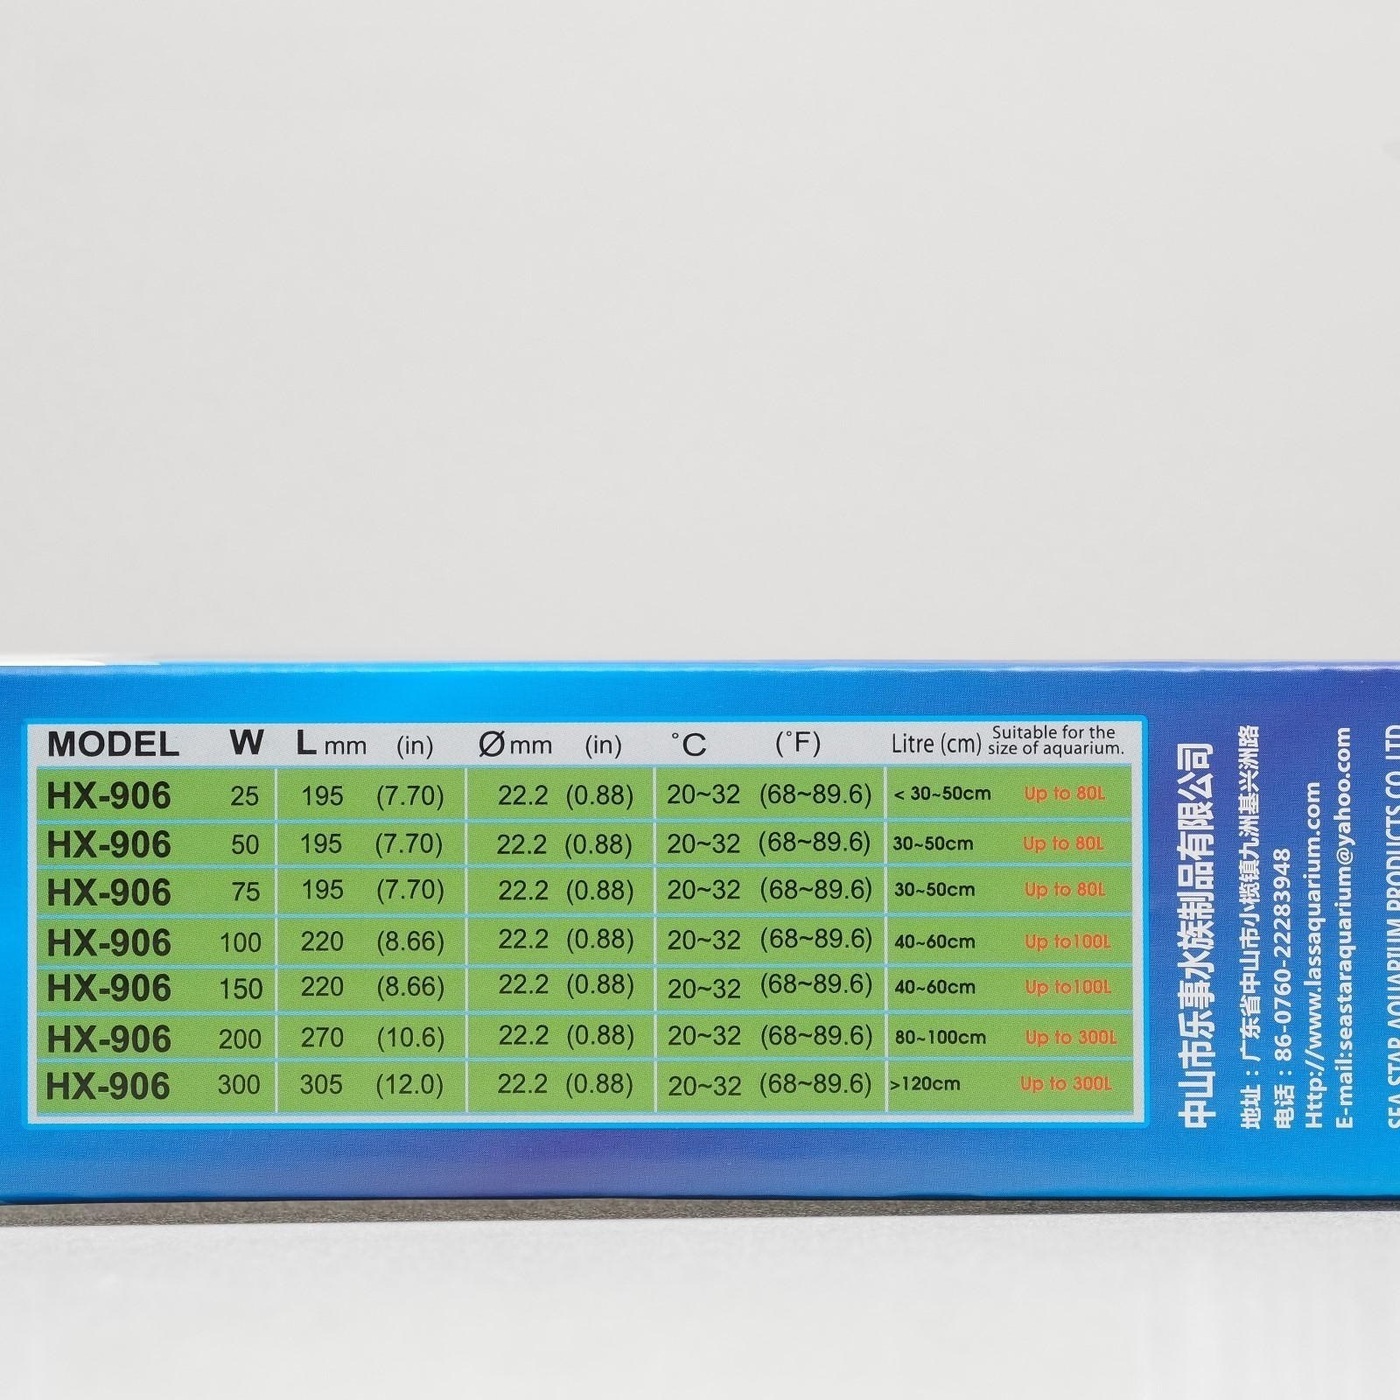 MODEL W L mm (in) Ø mm (in) °C (°F) Litre (cm) Suitable for the
size of aquarium.
HX-906 25 195 (7.70) 22.2 (0.88) 20~32 (68~89.6) < 30~50cm Up to 80L
HX-906 50 195 (7.70) 22.2 (0.88) 20~32 (68~89.6) 30~50cm Up to 80L
HX-906 75 195 (7.70) 22.2 (0.88) 20~32 (68~89.6) 30~50cm Up to 80L
HX-906 100 220 (8.66) 22.2 (0.88) 20~32 (68~89.6) 40~60cm Up to100L
HX-906 150 220 (8.66) 22.2 (0.88) 20~32 (68~89.6) 40~60cm Up to100L
HX-906 200 270 (10.6) 22.2 (0.88) 20~32 (68~89.6) 80~100cm Up to 300L
HX-906 300 305 (12.0) 22.2 (0.88) 20~32 (68~89.6) >120cm Up to 300L
中山市乐事水族制品有限公司
地址：广东省中山市小榄镇九洲基兴洲路
电话：86-0760-22283948
Http://www.lassaquarium.com
E-mail:seastaraquarium@yahoo.com
SEA STAR AQUARIUM PRODUCTS CO.,LTD